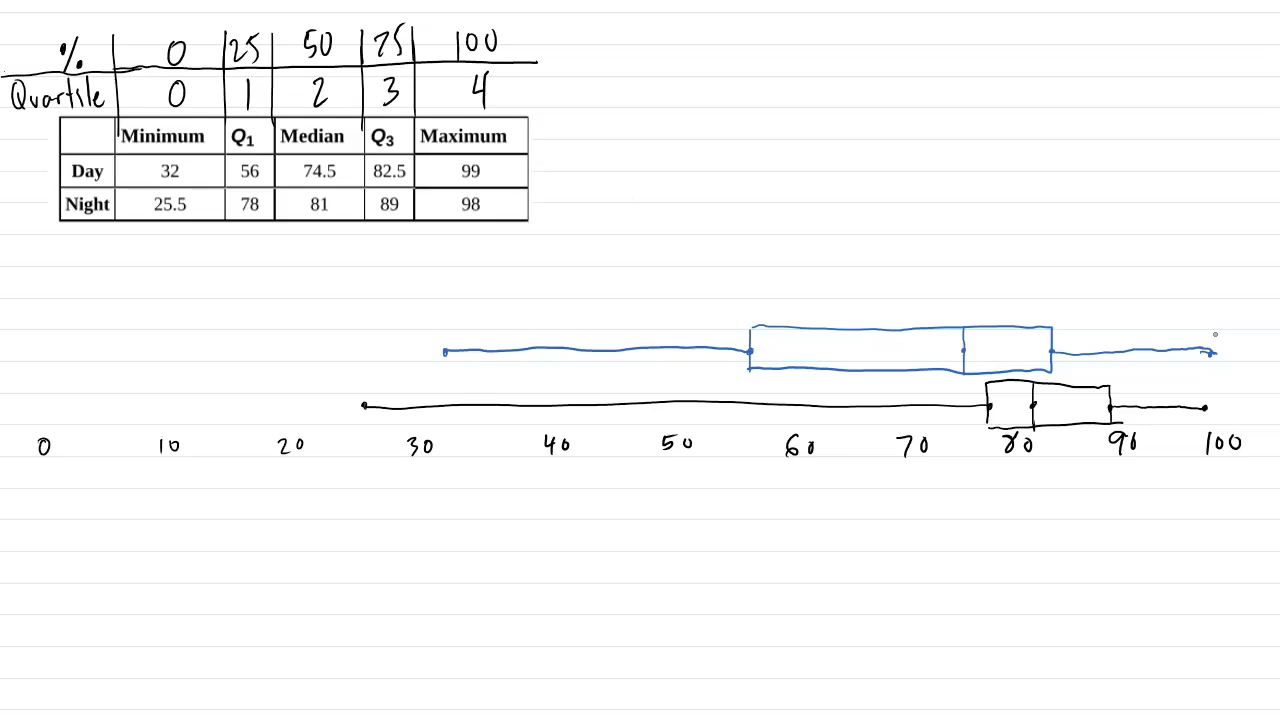 % 0 25 50 75 100
Quartile 0 1 2 3 4
Minimum Q1 Median Q3 Maximum
Day 32 56 74.5 82.5 99
Night 25.5 78 81 89 98
0 10 20 30 40 50 60 70 80 90 100